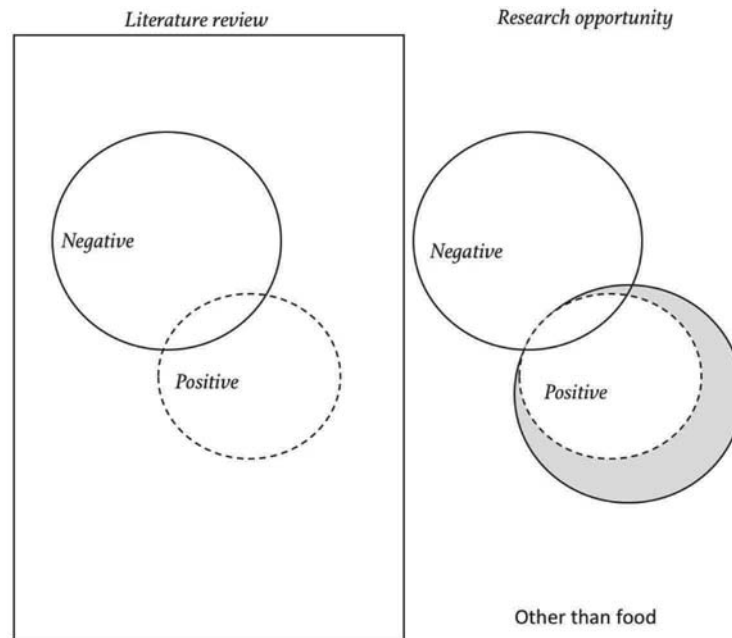 Literature review
Research opportunity
Negative
Positive
Negative
Positive
Other than food